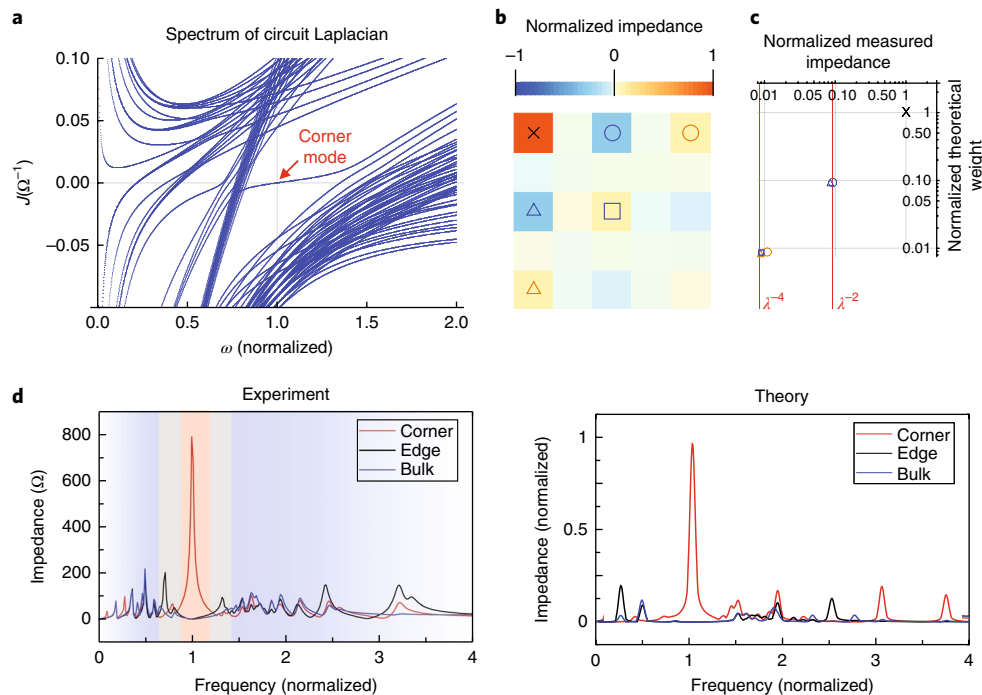 a
Spectrum of circuit Laplacian
0.10
0.05
0.00
−0.05
J(Ω⁻¹)
Corner
mode
0.0
0.5
1.0
1.5
2.0
ω (normalized)
b
Normalized impedance
−1
0
1
c
Normalized measured
impedance
0.01
0.05
0.10
0.50
1
1
0.50
0.10
0.05
0.01
Normalized theoretical
weight
λ⁻⁴
λ⁻²
d
Experiment
800
600
400
200
0
Impedance (Ω)
Corner
Edge
Bulk
0
1
2
3
4
Frequency (normalized)
Theory
1
0.5
0
Impedance (normalized)
Corner
Edge
Bulk
0
1
2
3
4
Frequency (normalized)